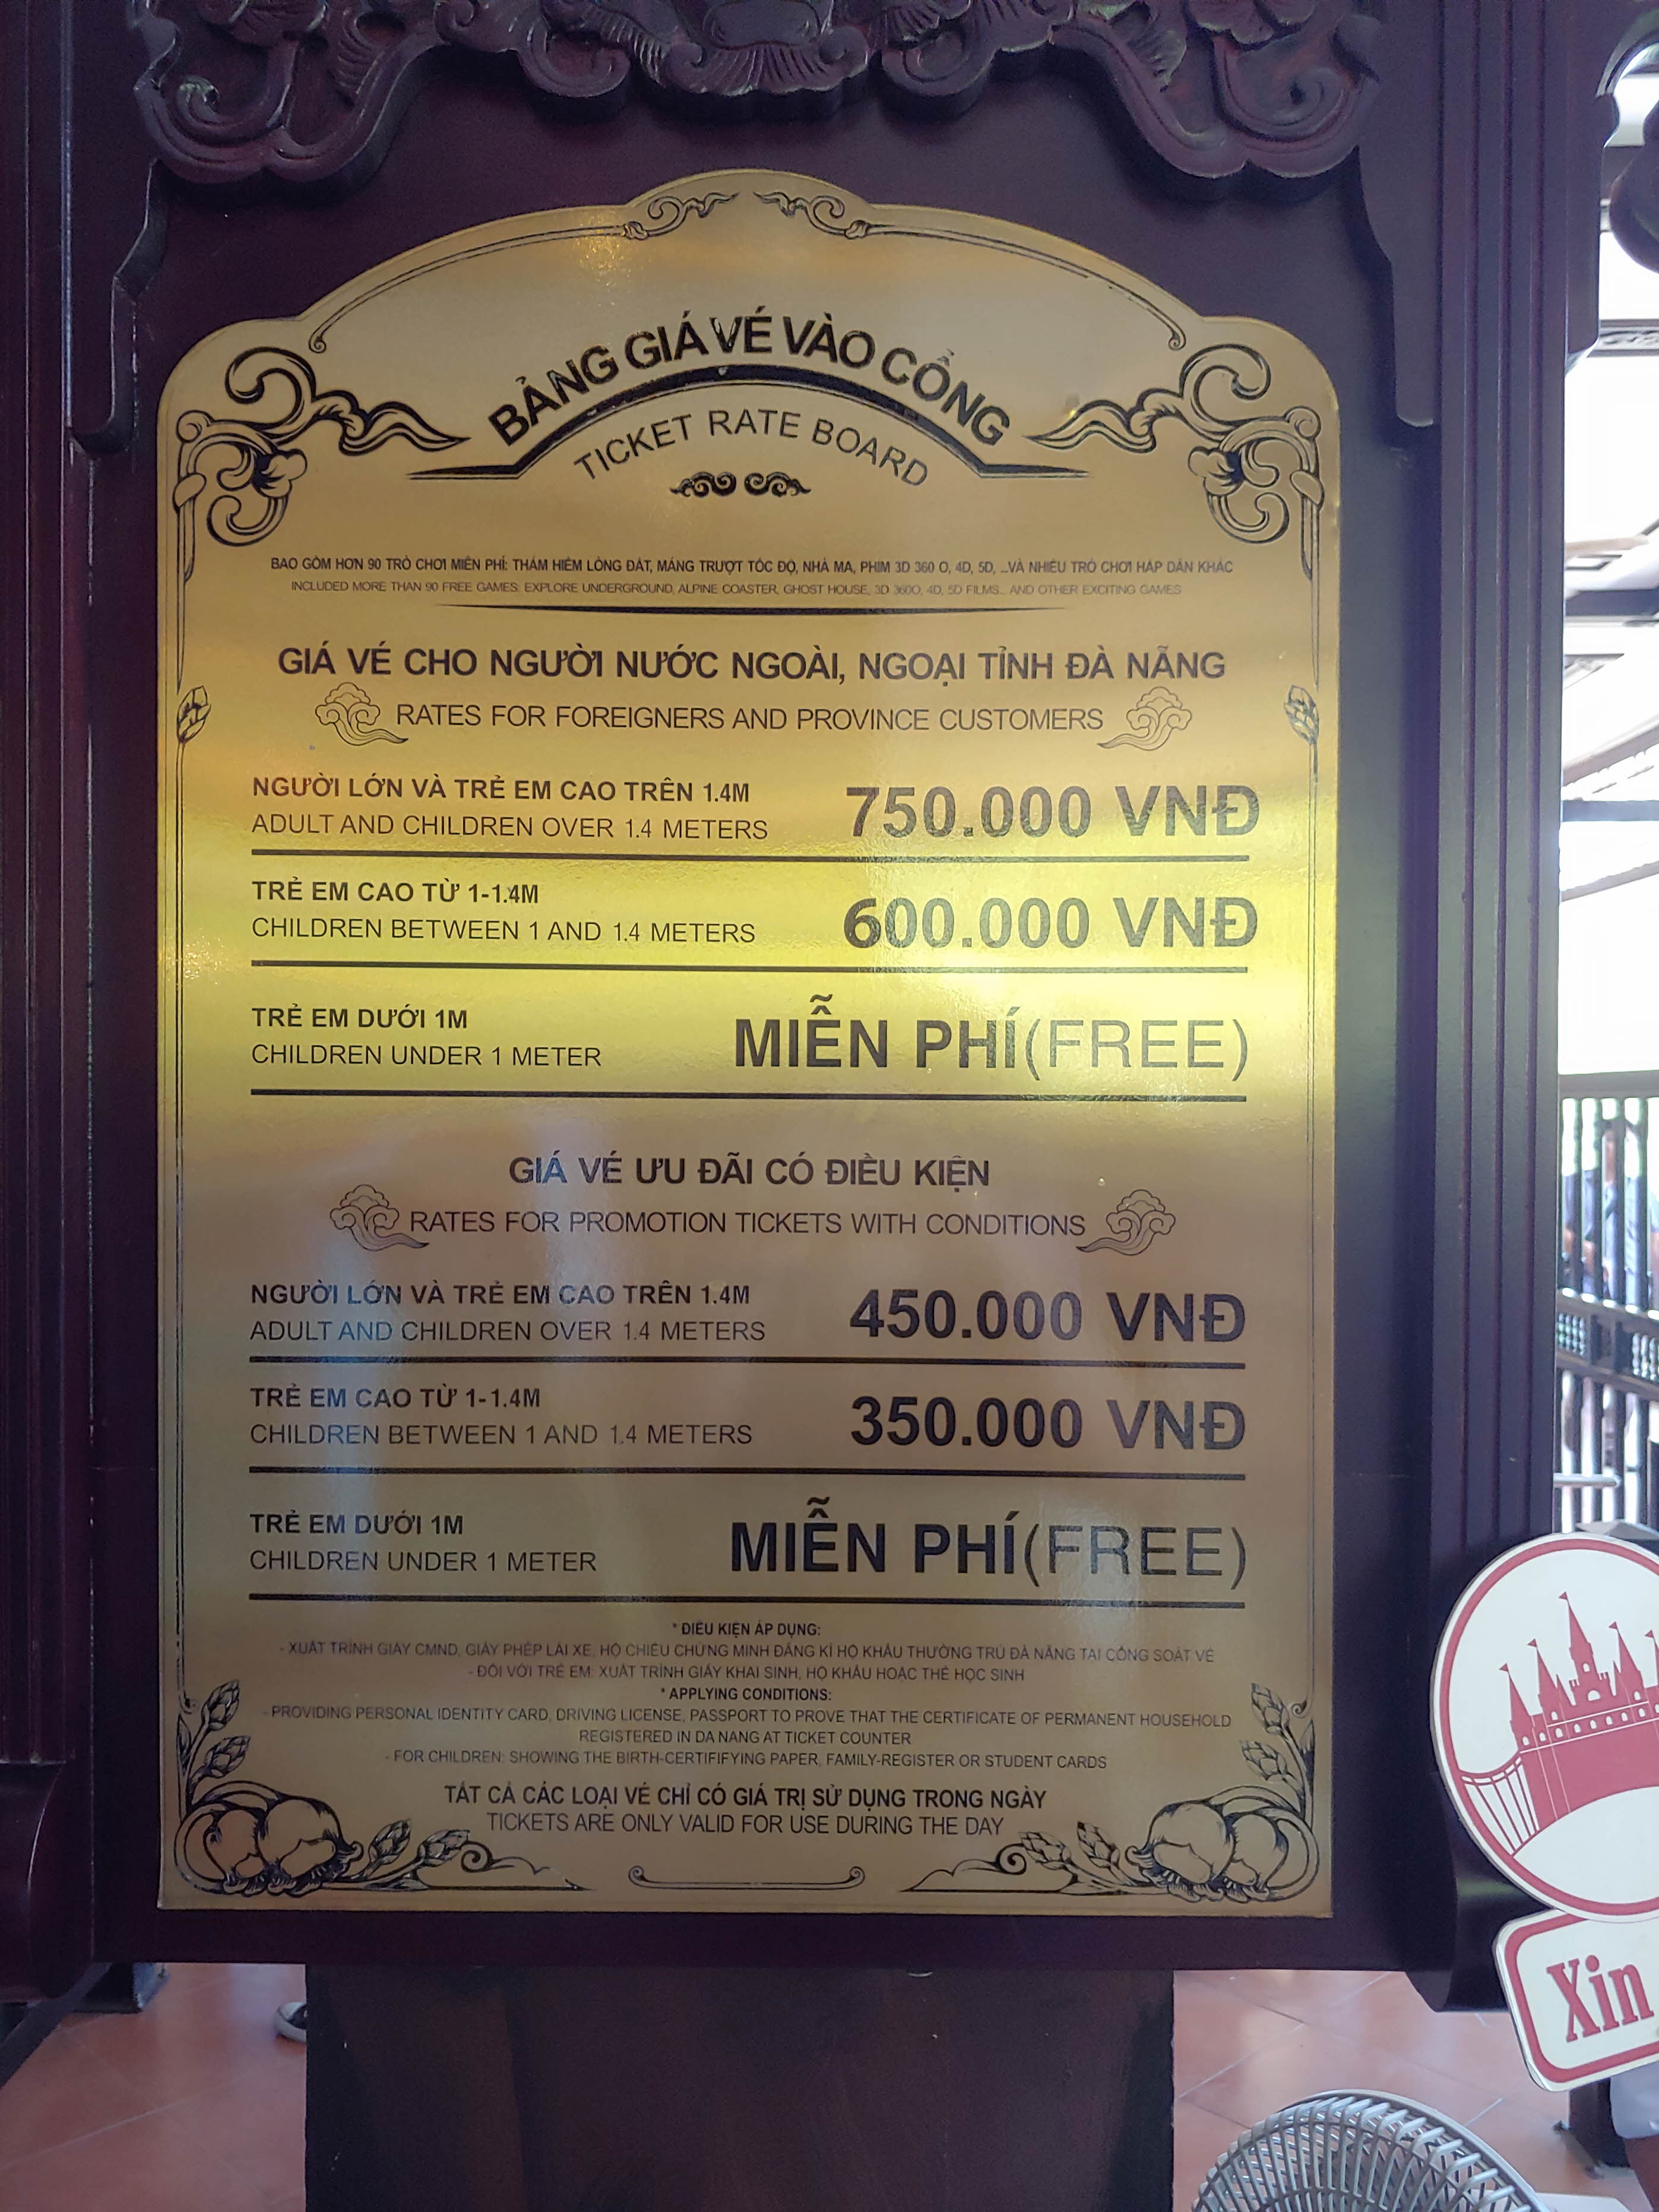 BẢNG GIÁ VÉ VÀO CỔNG
TICKET RATE BOARD
BAO GỒM HƠN 90 TRÒ CHƠI MIỄN PHÍ: THÁM HIỂM LÒNG ĐẤT, MÁNG TRƯỢT TỐC ĐỘ, NHÀ MA, PHIM 3D 360 O, 4D, 5D, ...VÀ NHIỀU TRÒ CHƠI HẤP DẪN KHÁC
INCLUDED MORE THAN 90 FREE GAMES: EXPLORE UNDERGROUND, ALPINE COASTER, GHOST HOUSE, 3D 360O, 4D, 5D FILMS... AND OTHER EXCITING GAMES
GIÁ VÉ CHO NGƯỜI NƯỚC NGOÀI, NGOẠI TỈNH ĐÀ NẴNG
RATES FOR FOREIGNERS AND PROVINCE CUSTOMERS
NGƯỜI LỚN VÀ TRẺ EM CAO TRÊN 1.4M
ADULT AND CHILDREN OVER 1.4 METERS
750.000 VNĐ
TRẺ EM CAO TỪ 1-1.4M
CHILDREN BETWEEN 1 AND 1.4 METERS
600.000 VNĐ
TRẺ EM DƯỚI 1M
CHILDREN UNDER 1 METER
MIỄN PHÍ(FREE)
GIÁ VÉ ƯU ĐÃI CÓ ĐIỀU KIỆN
RATES FOR PROMOTION TICKETS WITH CONDITIONS
NGƯỜI LỚN VÀ TRẺ EM CAO TRÊN 1.4M
ADULT AND CHILDREN OVER 1.4 METERS
450.000 VNĐ
TRẺ EM CAO TỪ 1-1.4M
CHILDREN BETWEEN 1 AND 1.4 METERS
350.000 VNĐ
TRẺ EM DƯỚI 1M
CHILDREN UNDER 1 METER
MIỄN PHÍ(FREE)
* ĐIỀU KIỆN ÁP DỤNG:
- XUẤT TRÌNH GIẤY CMND, GIẤY PHÉP LÁI XE, HỘ CHIẾU CHỨNG MINH ĐĂNG KÍ HỘ KHẨU THƯỜNG TRÚ ĐÀ NẴNG TẠI CỔNG SOÁT VÉ
- ĐỐI VỚI TRẺ EM: XUẤT TRÌNH GIẤY KHAI SINH, HỘ KHẨU HOẶC THẺ HỌC SINH
* APPLYING CONDITIONS:
- PROVIDING PERSONAL IDENTITY CARD, DRIVING LICENSE, PASSPORT TO PROVE THAT THE CERTIFICATE OF PERMANENT HOUSEHOLD
REGISTERED IN DA NANG AT TICKET COUNTER
- FOR CHILDREN: SHOWING THE BIRTH-CERTIFIFYING PAPER, FAMILY-REGISTER OR STUDENT CARDS
TẤT CẢ CÁC LOẠI VÉ CHỈ CÓ GIÁ TRỊ SỬ DỤNG TRONG NGÀY
TICKETS ARE ONLY VALID FOR USE DURING THE DAY
Xin